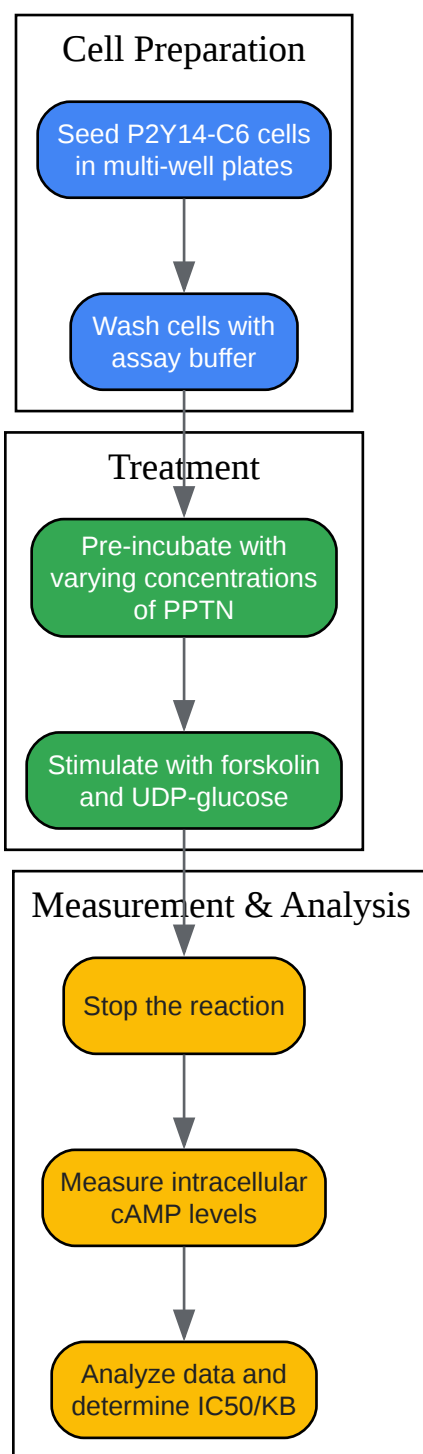 Cell Preparation
Seed P2Y14-C6 cells
in multi-well plates
Wash cells with
assay buffer
Treatment
Pre-incubate with
varying concentrations
of PPTN
Stimulate with forskolin
and UDP-glucose
Measurement & Analysis
Stop the reaction
Measure intracellular
cAMP levels
Analyze data and
determine IC50/KB